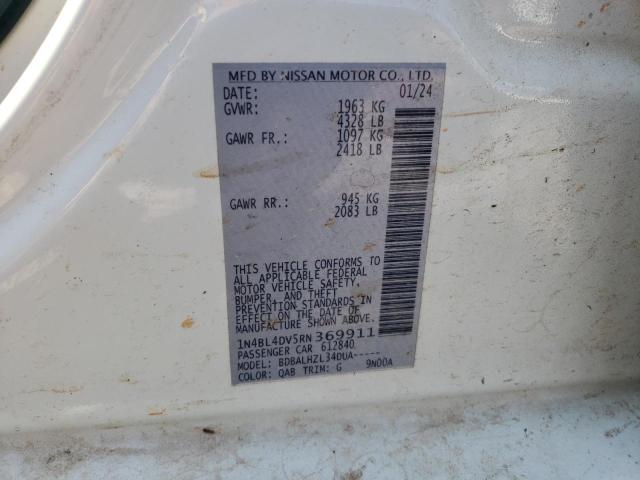 MFD BY NISSAN MOTOR CO., LTD.
DATE: 01/24
GVWR: 1963 KG
4328 LB
GAWR FR.: 1097 KG
2418 LB
GAWR RR.: 945 KG
2083 LB
THIS VEHICLE CONFORMS TO
ALL APPLICABLE FEDERAL
MOTOR VEHICLE SAFETY,
BUMPER, AND THEFT
PREVENTION STANDARDS IN
EFFECT ON THE DATE OF
MANUFACTURE SHOWN ABOVE.
1N4BL4DV5RN369911
PASSENGER CAR 612840
MODEL: BDBALHZL34DUA-----
COLOR: QAB TRIM: G 9N00A